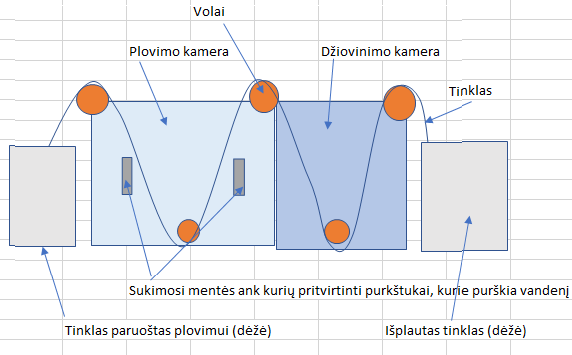 Volai
Plovimo kamera
Džiovinimo kamera
Tinklas
Sukimosi mentės ank kurių pritvirtinti purkštukai, kurie purškia vandenį
Tinklas paruoštas plovimui (dėžė)
Išplautas tinklas (dėžė)